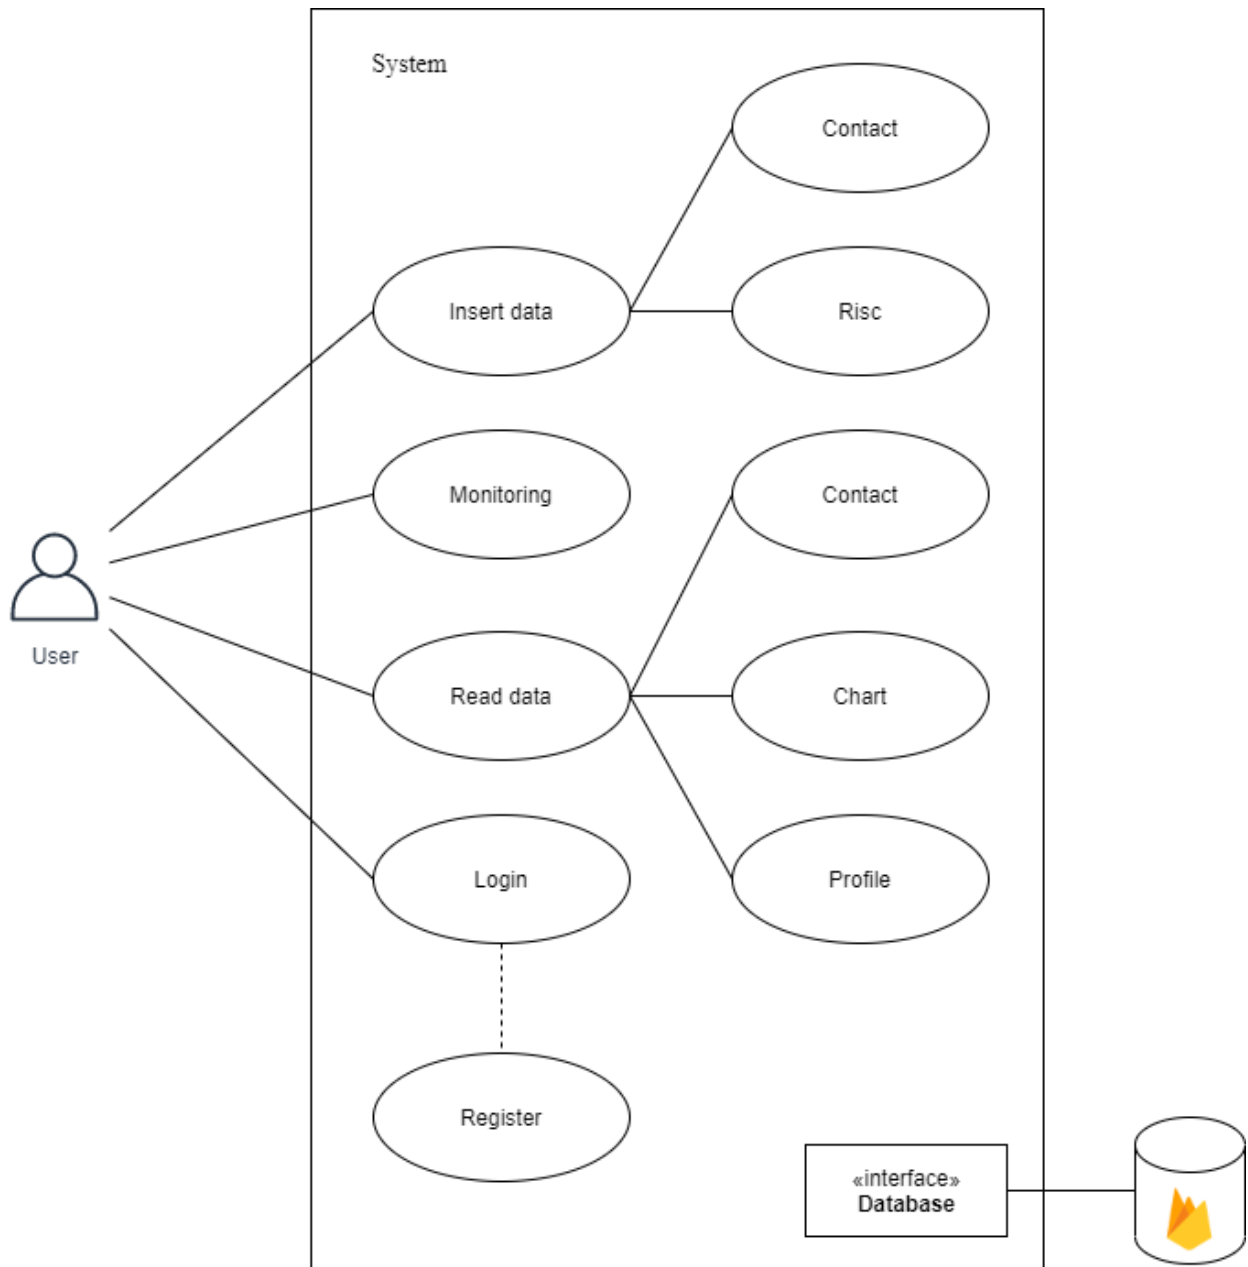 System
Contact
Insert data
Risc
Monitoring
Contact
User
Read data
Chart
Login
Profile
Register
«interface»
Database